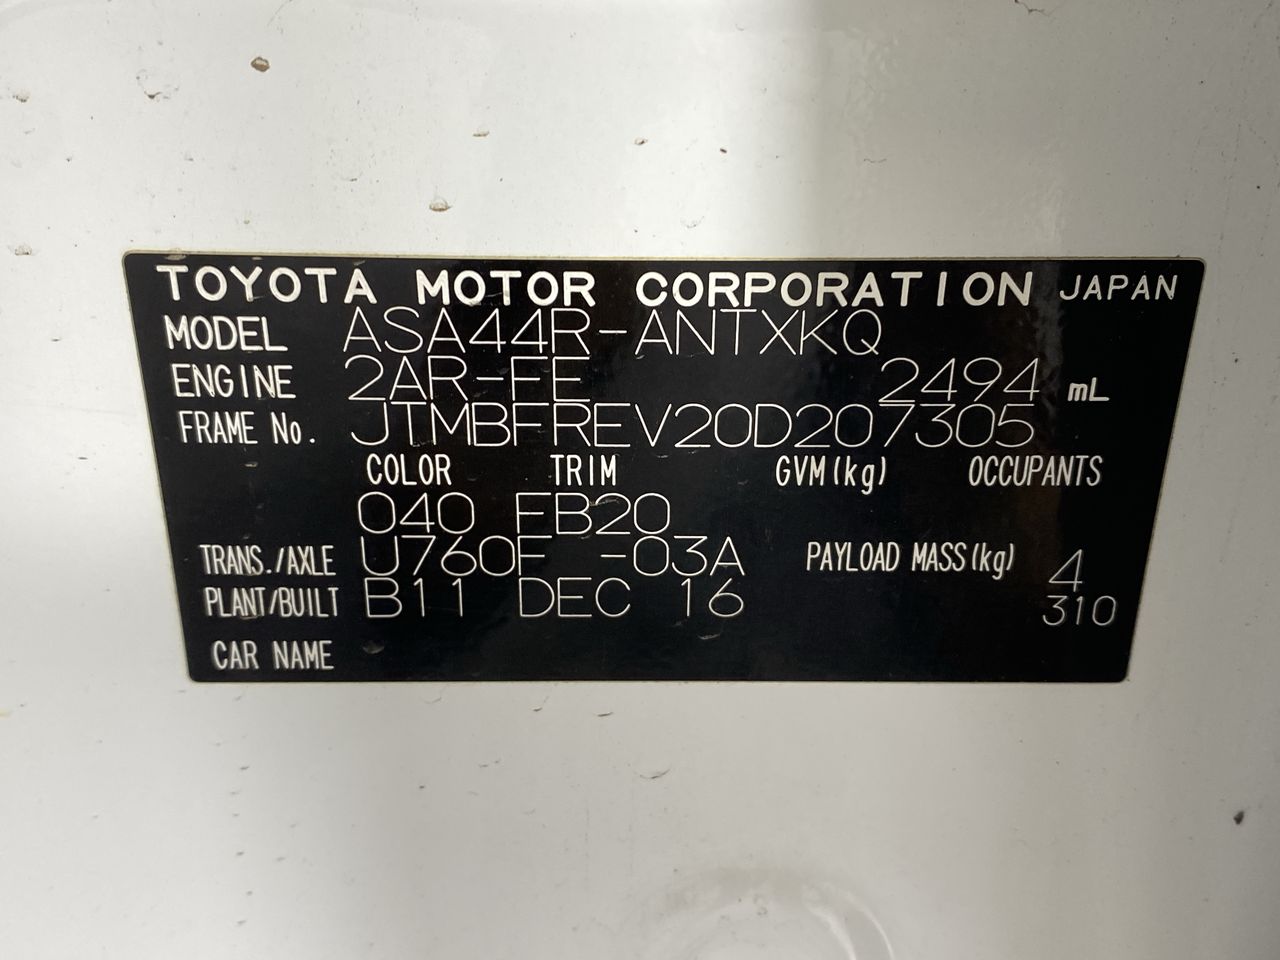 TOYOTA MOTOR CORPORATION JAPAN
MODEL ASA44R-ANTXKQ
ENGINE 2AR-FE 2494 mL
FRAME No. JTMBFREV20D207305
COLOR TRIM GVM(kg) OCCUPANTS
040 FB20
TRANS./AXLE U760F -03A PAYLOAD MASS(kg) 4
PLANT/BUILT B11 DEC 16 310
CAR NAME